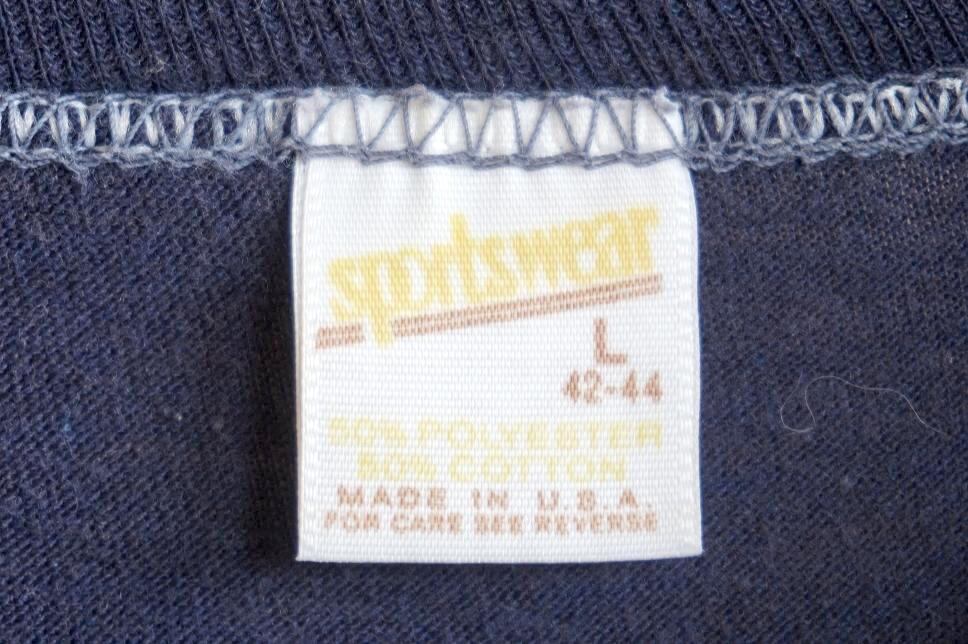 sportswear
L
42-44
50% POLYESTER
50% COTTON
MADE IN U.S.A.
FOR CARE SEE REVERSE